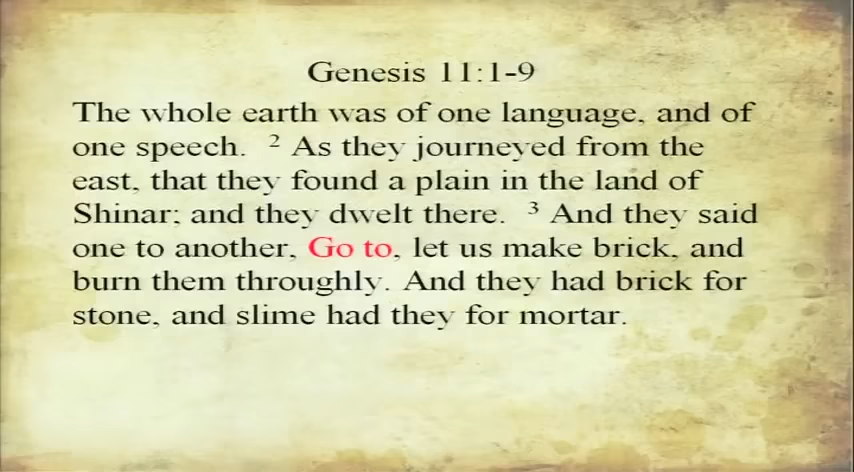 Genesis 11:1-9
The whole earth was of one language, and of
one speech. ² As they journeyed from the
east, that they found a plain in the land of
Shinar; and they dwelt there. ³ And they said
one to another, Go to, let us make brick, and
burn them throughly. And they had brick for
stone, and slime had they for mortar.